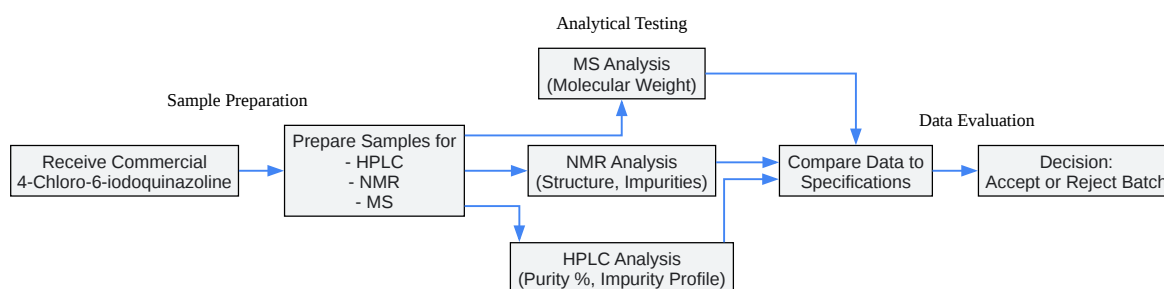 Analytical Testing
MS Analysis
(Molecular Weight)
Sample Preparation
Data Evaluation
Receive Commercial
4-Chloro-6-iodoquinazoline
Prepare Samples for
- HPLC
- NMR
- MS
NMR Analysis
(Structure, Impurities)
Compare Data to
Specifications
Decision:
Accept or Reject Batch
HPLC Analysis
(Purity %, Impurity Profile)